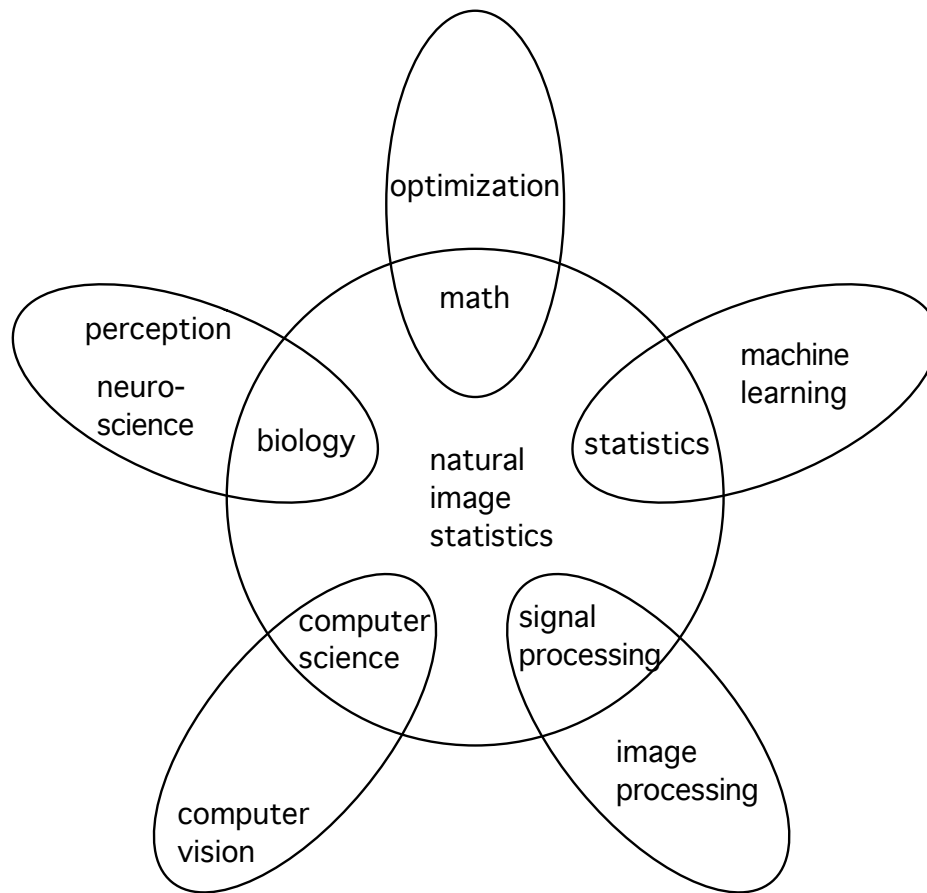 optimization
math
perception
neuro-
science
biology
machine
learning
statistics
natural
image
statistics
computer
science
signal
processing
image
processing
computer
vision